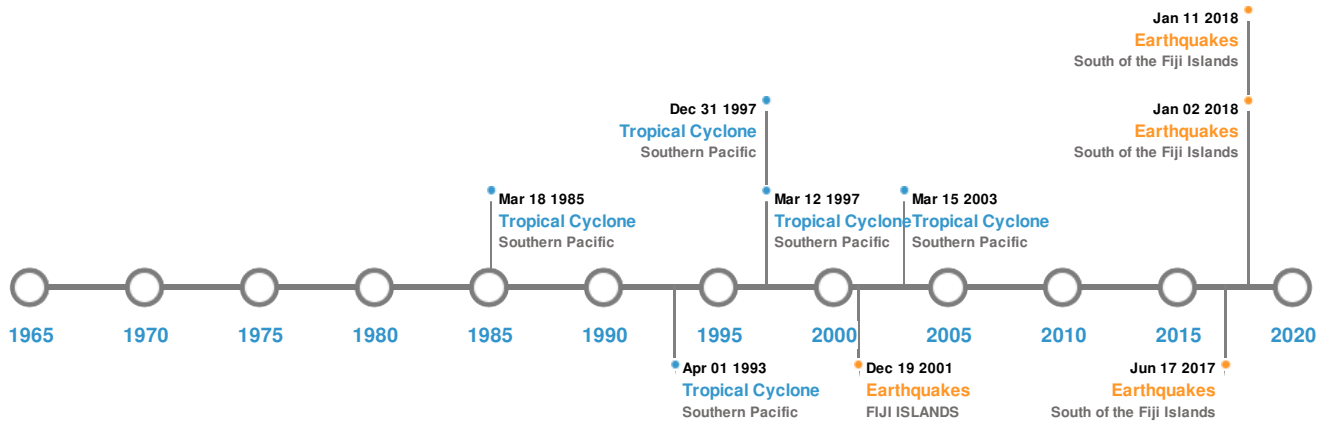 Jan 11 2018
Earthquakes
South of the Fiji Islands
Dec 31 1997
Tropical Cyclone
Southern Pacific
Jan 02 2018
Earthquakes
South of the Fiji Islands
Mar 18 1985
Tropical Cyclone
Southern Pacific
Mar 12 1997
Tropical Cyclone
Southern Pacific
Mar 15 2003
Tropical Cyclone
Southern Pacific
1965 1970 1975 1980 1985 1990 1995 2000 2005 2010 2015 2020
Apr 01 1993
Tropical Cyclone
Southern Pacific
Dec 19 2001
Earthquakes
FIJI ISLANDS
Jun 17 2017
Earthquakes
South of the Fiji Islands